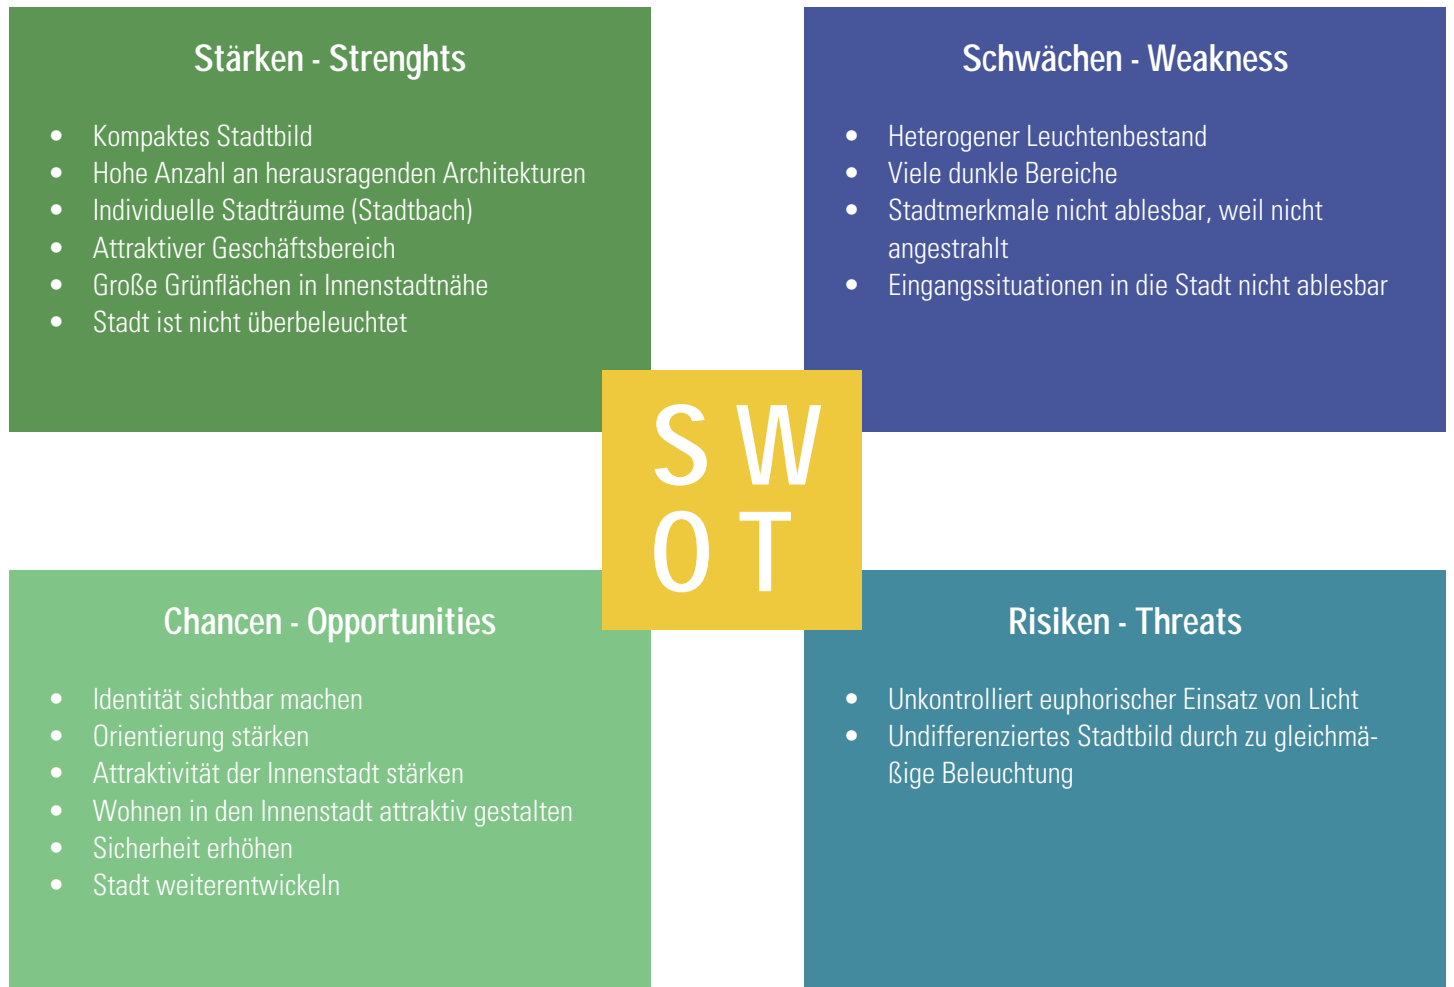 Stärken - Strenghts
• Kompaktes Stadtbild
• Hohe Anzahl an herausragenden Architekturen
• Individuelle Stadträume (Stadtbach)
• Attraktiver Geschäftsbereich
• Große Grünflächen in Innenstadtnähe
• Stadt ist nicht überbeleuchtet
Schwächen - Weakness
• Heterogener Leuchtenbestand
• Viele dunkle Bereiche
• Stadtmerkmale nicht ablesbar, weil nicht
angestrahlt
• Eingangssituationen in die Stadt nicht ablesbar
S W
O T
Chancen - Opportunities
• Identität sichtbar machen
• Orientierung stärken
• Attraktivität der Innenstadt stärken
• Wohnen in den Innenstadt attraktiv gestalten
• Sicherheit erhöhen
• Stadt weiterentwickeln
Risiken - Threats
• Unkontrolliert euphorischer Einsatz von Licht
• Undifferenziertes Stadtbild durch zu gleichmä-
ßige Beleuchtung